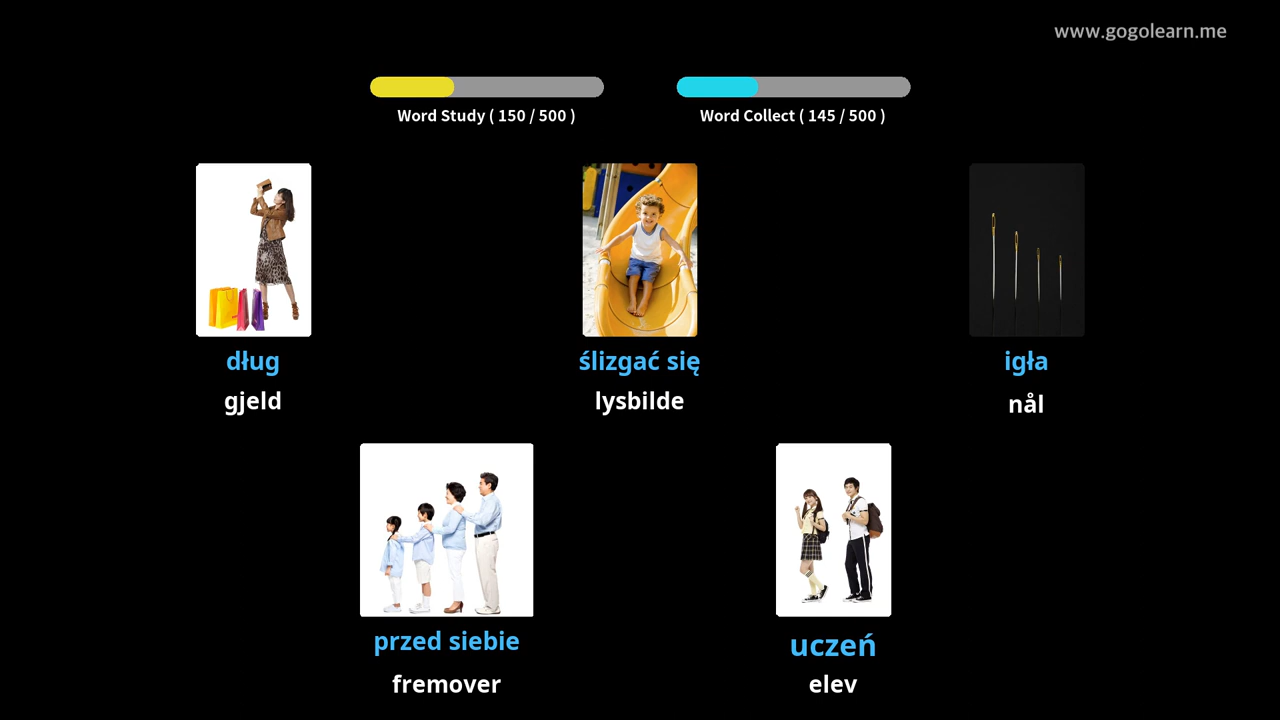 www.gogolearn.me
Word Study ( 150 / 500 )
Word Collect ( 145 / 500 )
dług
ślizgać się
igła
gjeld
lysbilde
nål
przed siebie
uczeń
fremover
elev